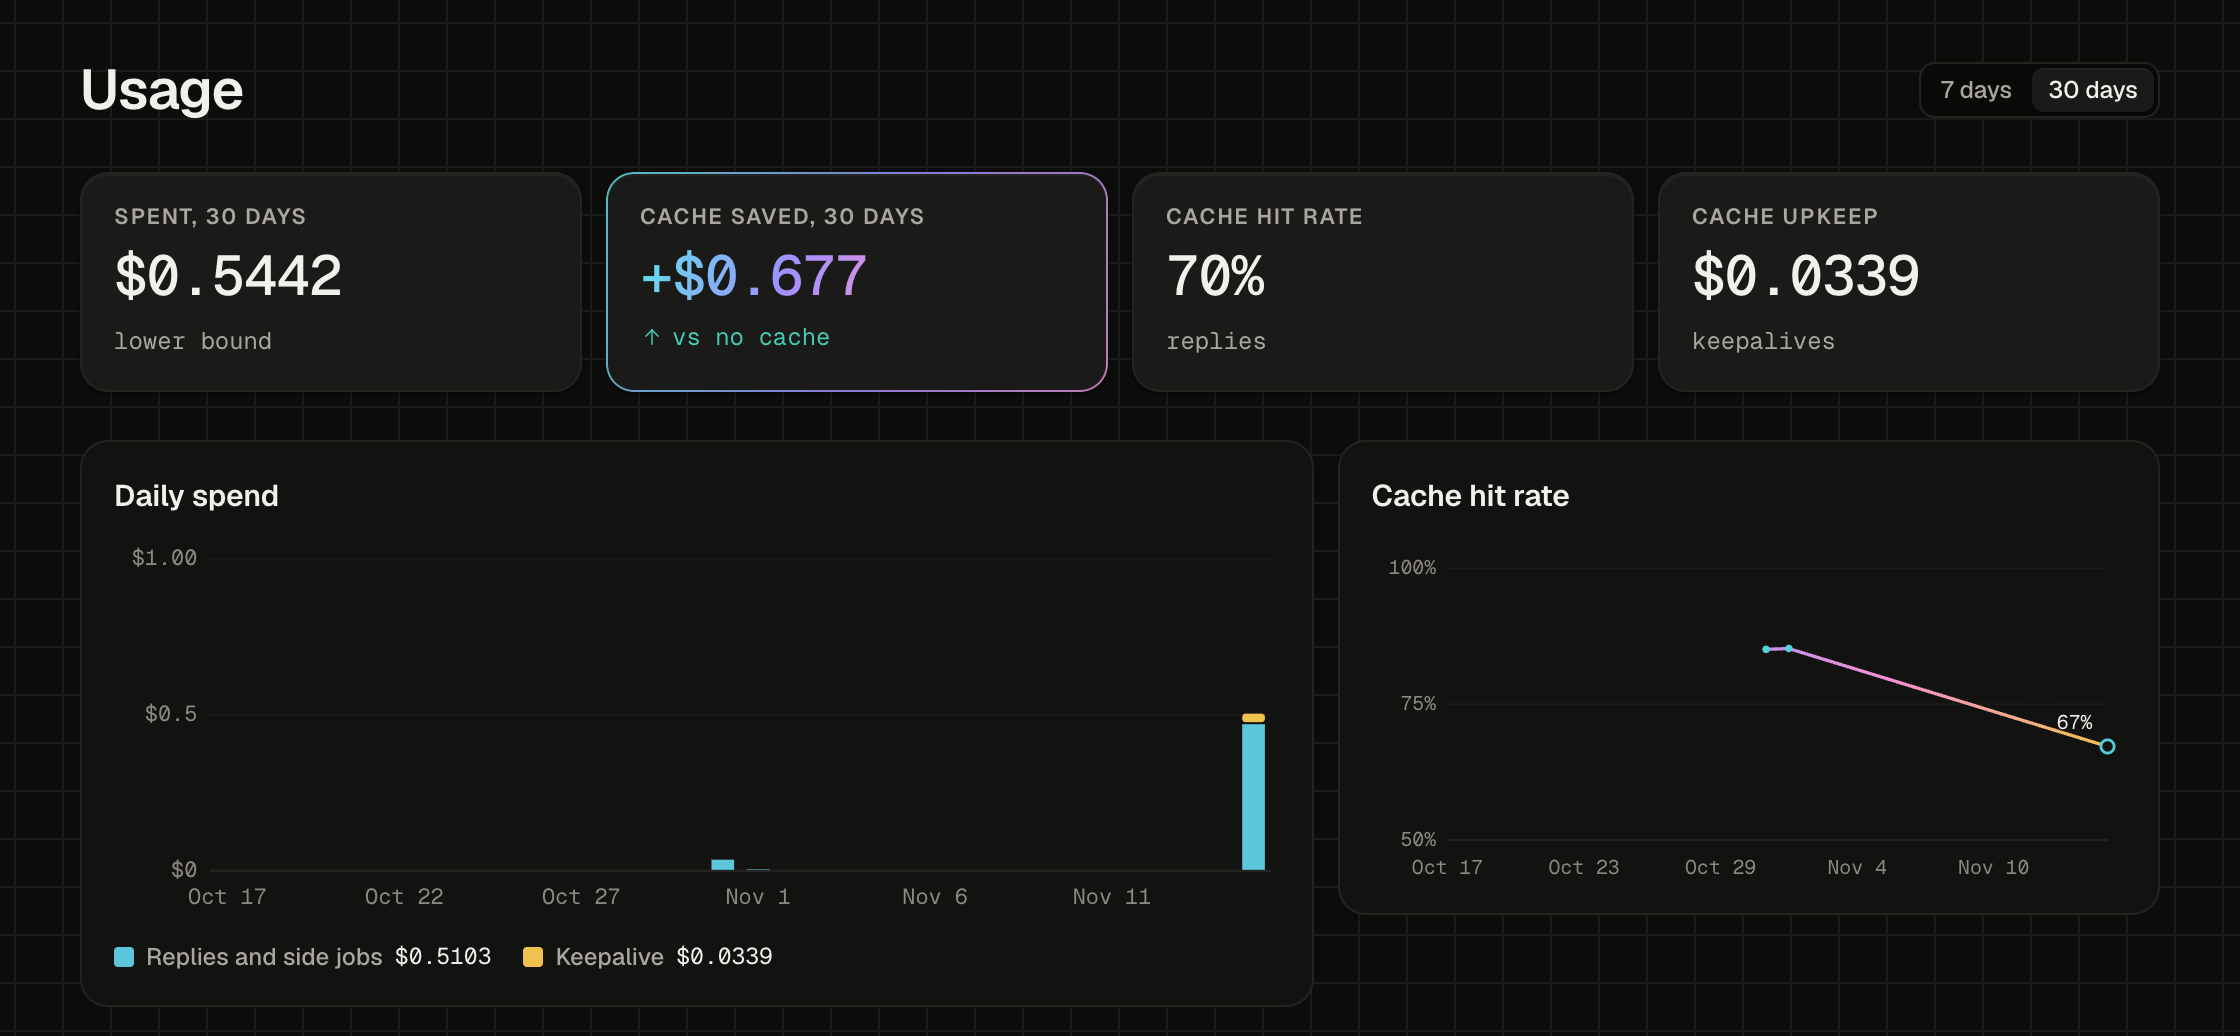 Usage
7 days
30 days
SPENT, 30 DAYS
$0.5442
lower bound
CACHE SAVED, 30 DAYS
+$0.677
↑ vs no cache
CACHE HIT RATE
70%
replies
CACHE UPKEEP
$0.0339
keepalives
Daily spend
$1.00
$0.5
$0
Oct 17 Oct 22 Oct 27 Nov 1 Nov 6 Nov 11
Replies and side jobs $0.5103 Keepalive $0.0339
Cache hit rate
100%
75%
67%
50%
Oct 17 Oct 23 Oct 29 Nov 4 Nov 10